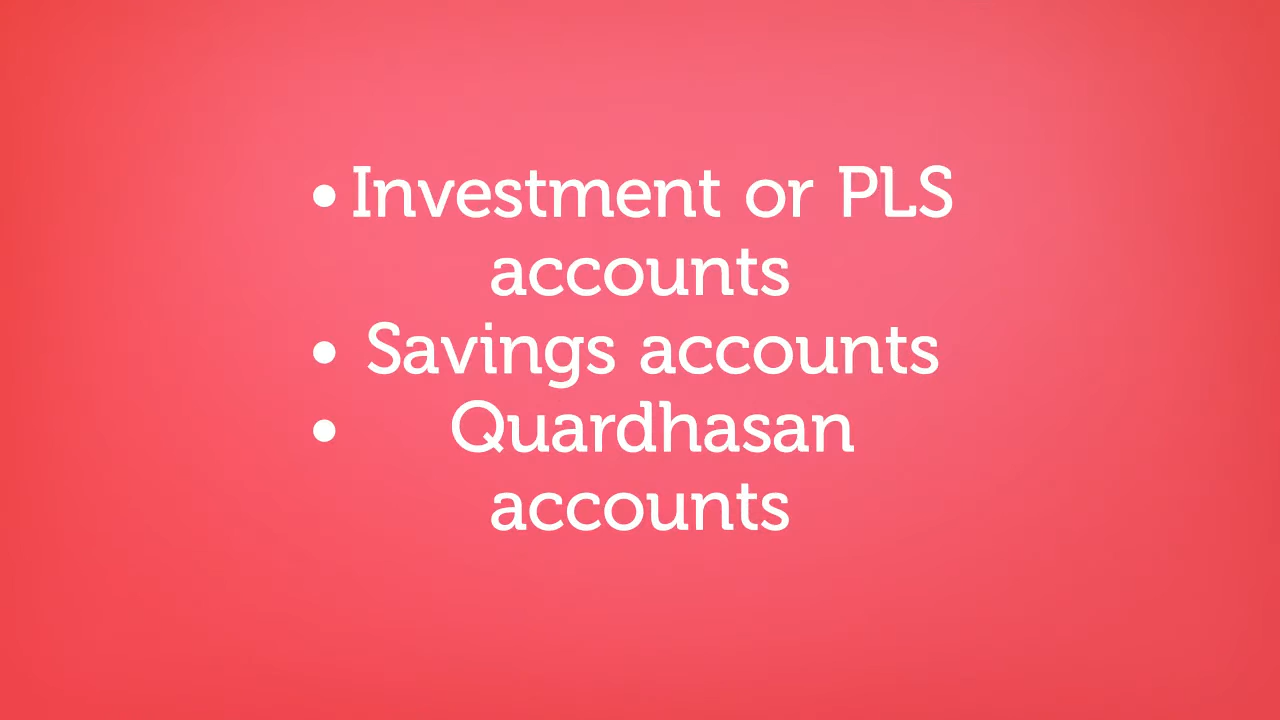 • Investment or PLS
accounts
• Savings accounts
• Quardhasan
accounts